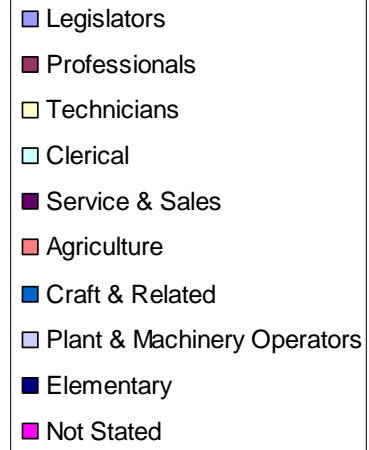 Legislators
Professionals
Technicians
Clerical
Service & Sales
Agriculture
Craft & Related
Plant & Machinery Operators
Elementary
Not Stated